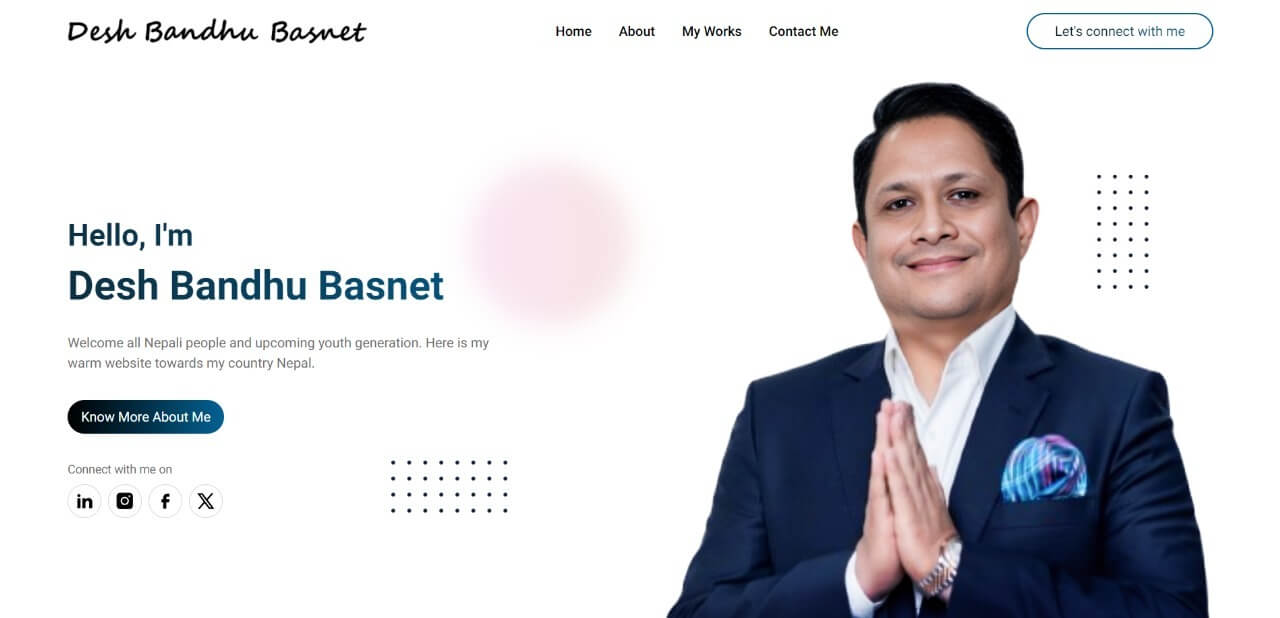 Desh Bandhu Basnet
Home About My Works Contact Me
Let's connect with me
Hello, I'm
Desh Bandhu Basnet
Welcome all Nepali people and upcoming youth generation. Here is my
warm website towards my country Nepal.
Know More About Me
Connect with me on